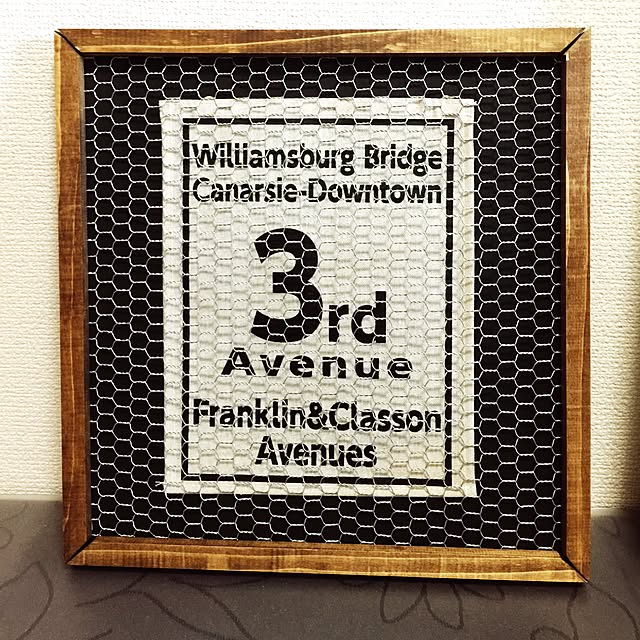 Williamsburg Bridge
Canarsie-Downtown
3rd
Avenue
Franklin&Classon
Avenues